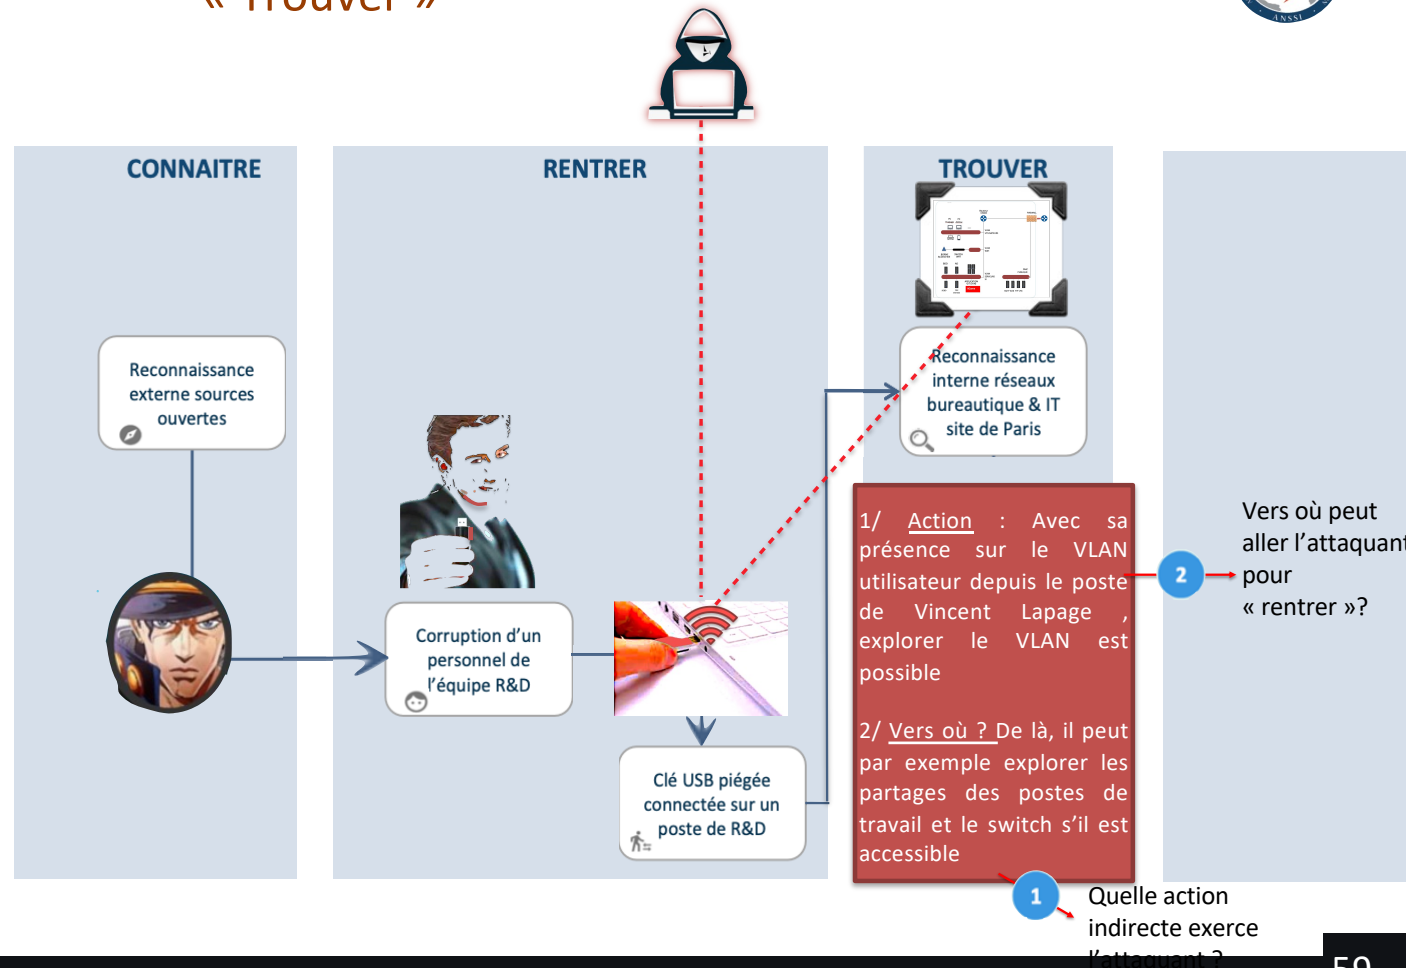 « Trouver »
ANSSI
CONNAITRE
RENTRER
TROUVER
Reconnaissance
externe sources
ouvertes
Reconnaissance
interne réseaux
bureautique & IT
site de Paris
Corruption d’un
personnel de
l’équipe R&D
Clé USB piégée
connectée sur un
poste de R&D
1/ Action : Avec sa
présence sur le VLAN
utilisateur depuis le poste
de Vincent Lapage ,
explorer le VLAN est
possible
2/ Vers où ? De là, il peut
par exemple explorer les
partages des postes de
travail et le switch s’il est
accessible
2
Vers où peut
aller l’attaquant
pour
« rentrer »?
1
Quelle action
indirecte exerce
l’attaquant ?
59